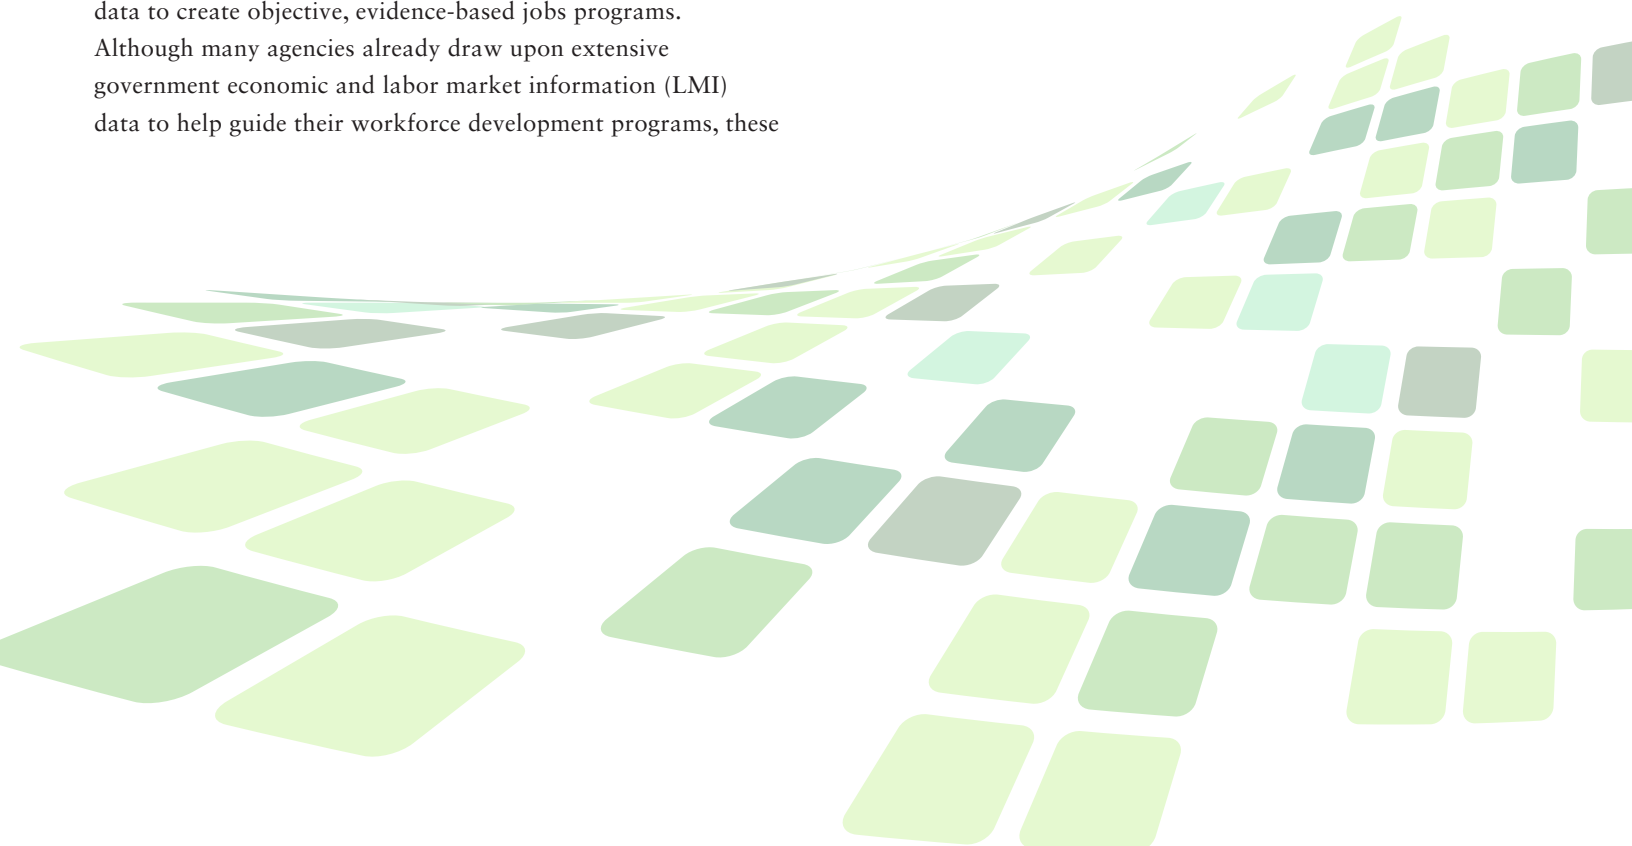 data to create objective, evidence-based jobs programs.
Although many agencies already draw upon extensive
government economic and labor market information (LMI)
data to help guide their workforce development programs, these